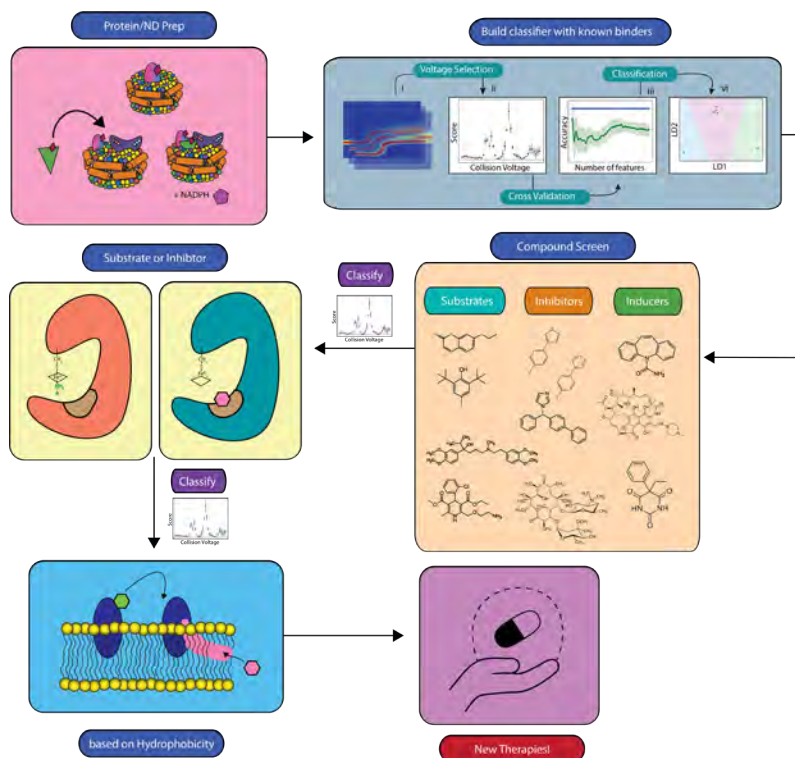 Protein/ND Prep
+ NADPH
Build classifier with known binders
Voltage Selection
Classification
i
ii
iii
vi
Score
Collision Voltage
Accuracy
Number of features
LD2
LD1
Cross Validation
Substrate or Inhibtor
Classify
Score
Collision Voltage
Compound Screen
Substrates
Inhibitors
Inducers
OH
NH₂
Classify
Score
Collision Voltage
based on Hydrophobicity
New Therapies!